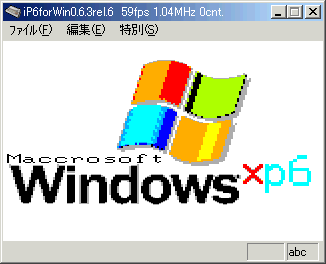 iP6forWin0.6.3rel.6 59fps 1.04MHz 0cnt.
ファイル(F) 編集(E) 特別(S)
Maccrosoft
Windows xp6
abc